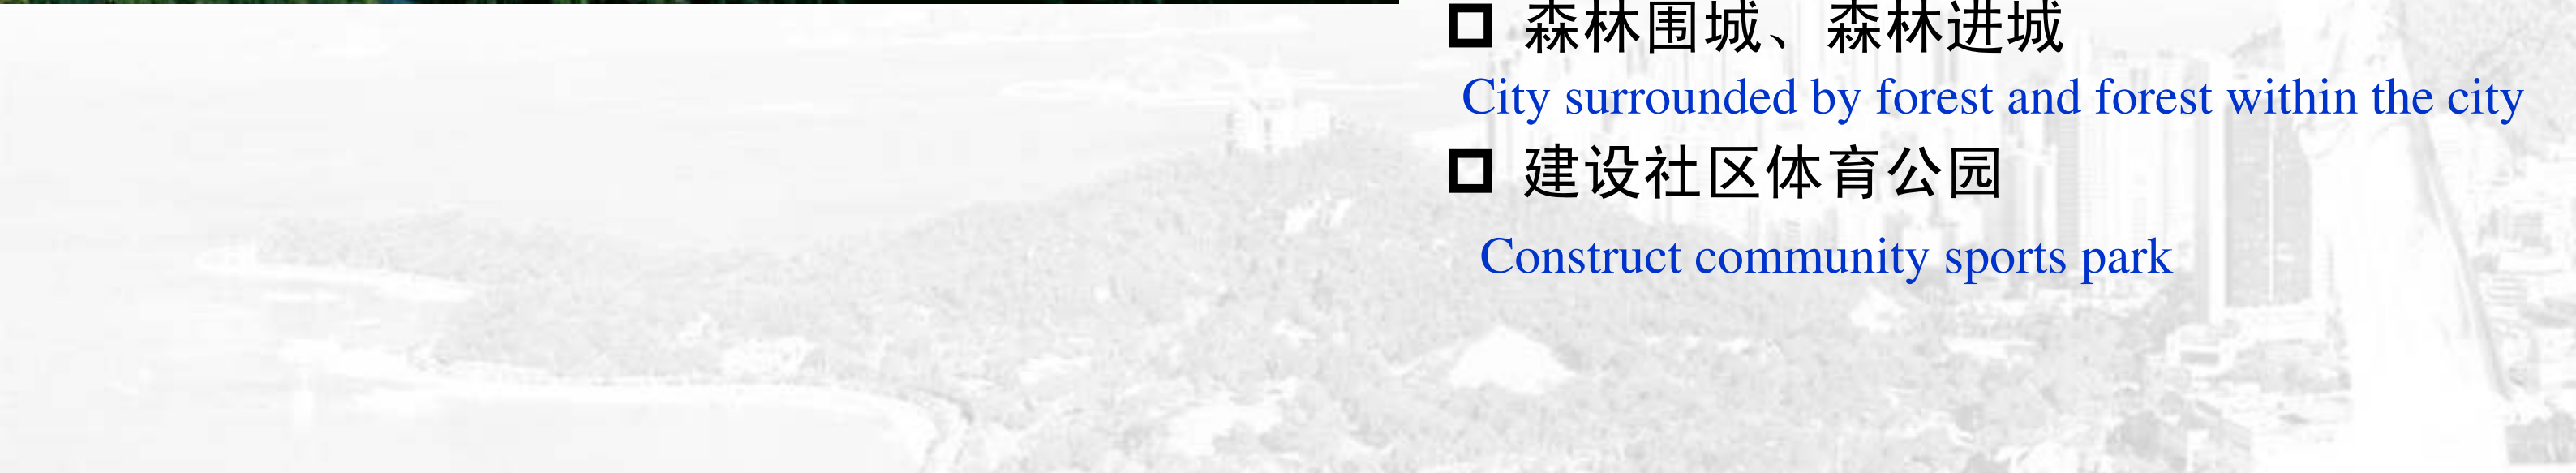 森林围城、森林进城
City surrounded by forest and forest within the city
建设社区体育公园
Construct community sports park